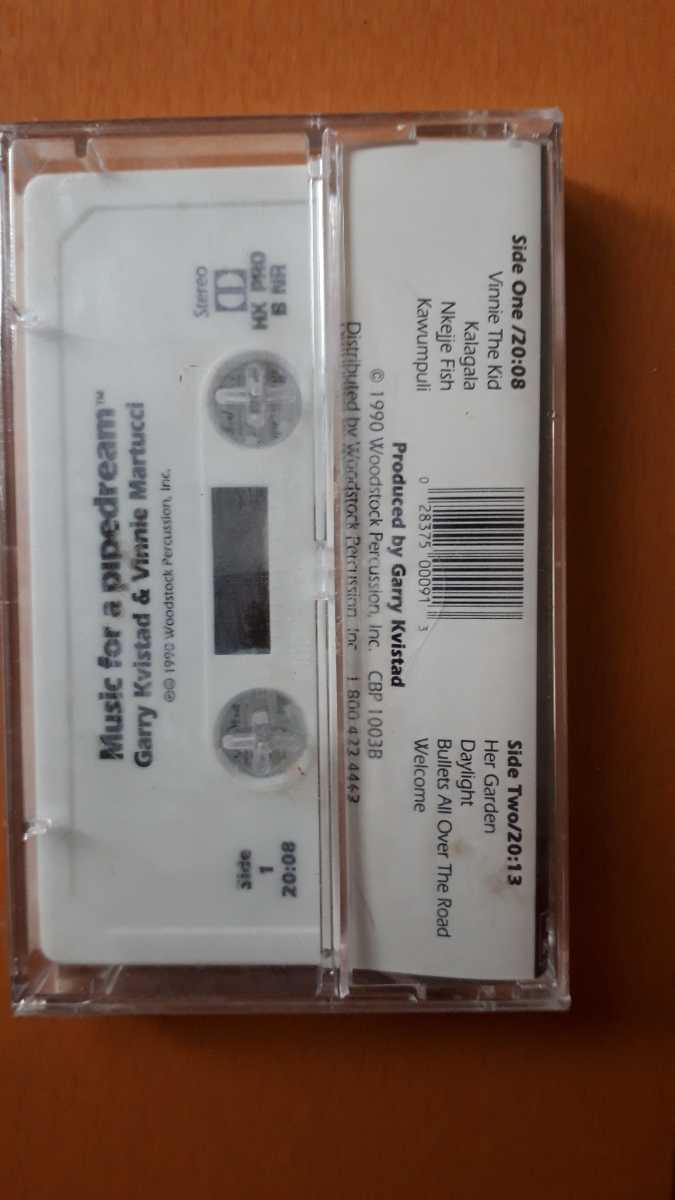 Side One /20:08
Vinnie The Kid
Kalagala
Nkejje Fish
Kawumpuli
0 28375 00091 3
Side Two/20:13
Her Garden
Daylight
Bullets All Over The Road
Welcome
Produced by Garry Kvistad
© 1990 Woodstock Percussion, Inc. CBP 1003B
Distributed by Woodstock Percussion Inc 1 800 422 4463
Stereo
HX PRO
B NR
Music for a pipedream™
Garry Kvistad & Vinnie Martucci
℗© 1990 Woodstock Percussion, Inc.
Side
1
20:08